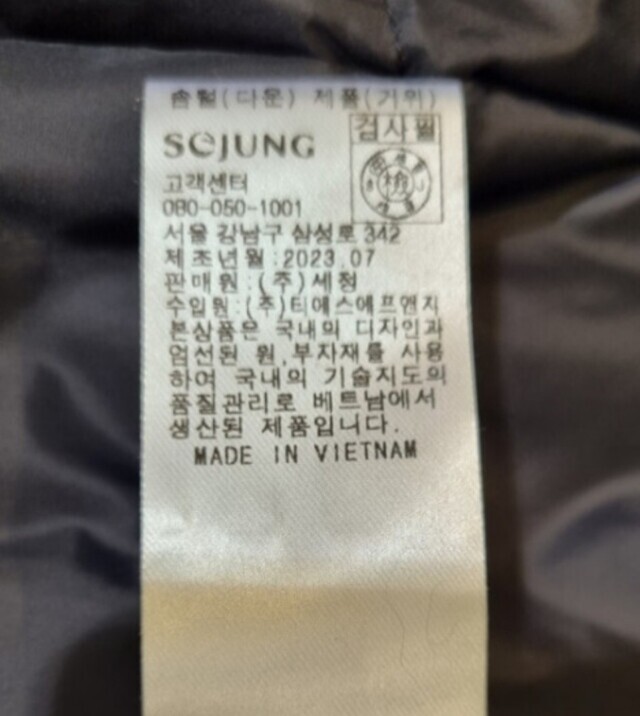 솜털(다운) 제품(거위)
검사필
SEJUNG
檢
고객센터
080-050-1001
서울 강남구 삼성로 342
제조년월:2023.07
판매원:(주)세정
수입원:(주)티에스에프앤지
본상품은 국내의 디자인과
엄선된 원,부자재를 사용
하여 국내의 기술지도의
품질관리로 베트남에서
생산된 제품입니다.
MADE IN VIETNAM